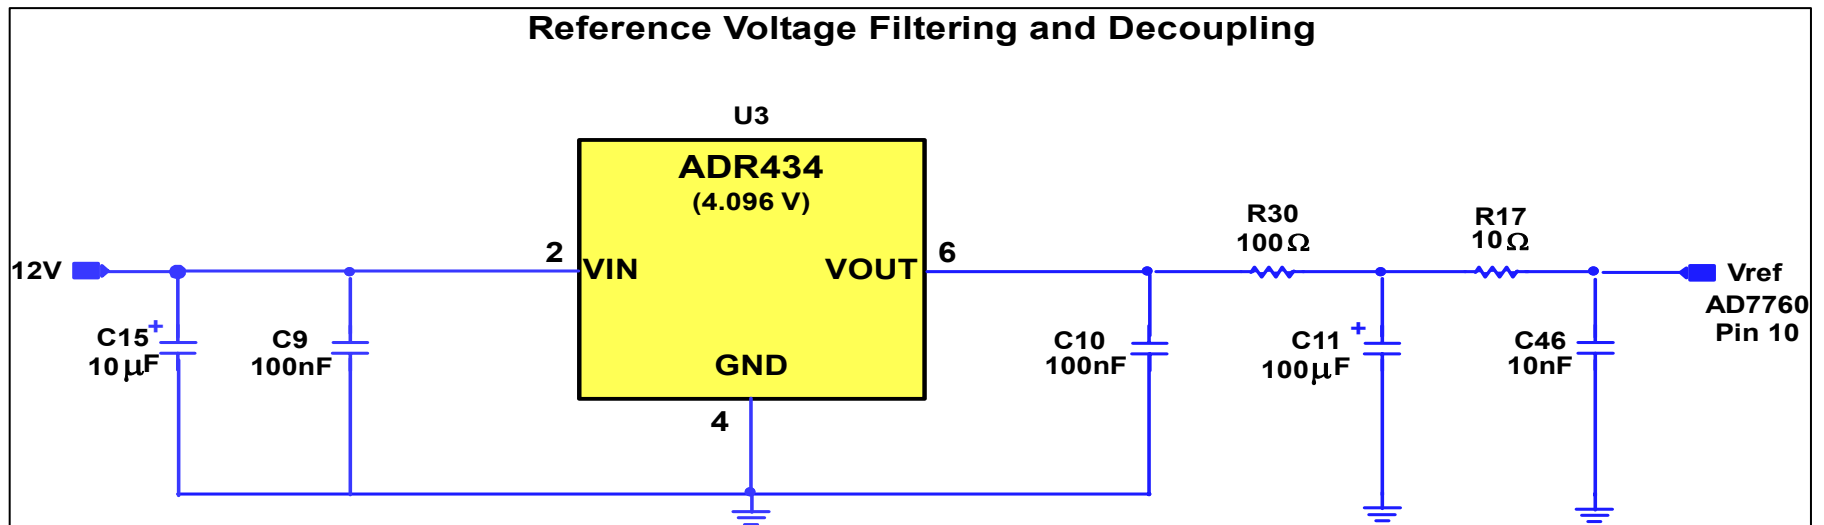 Reference Voltage Filtering and Decoupling
U3
ADR434
(4.096 V)
12V
2
VIN
VOUT
6
R30
100Ω
R17
10Ω
Vref
AD7760
Pin 10
C15
+
10µF
C9
100nF
GND
4
C10
100nF
C11
+
100µF
C46
10nF